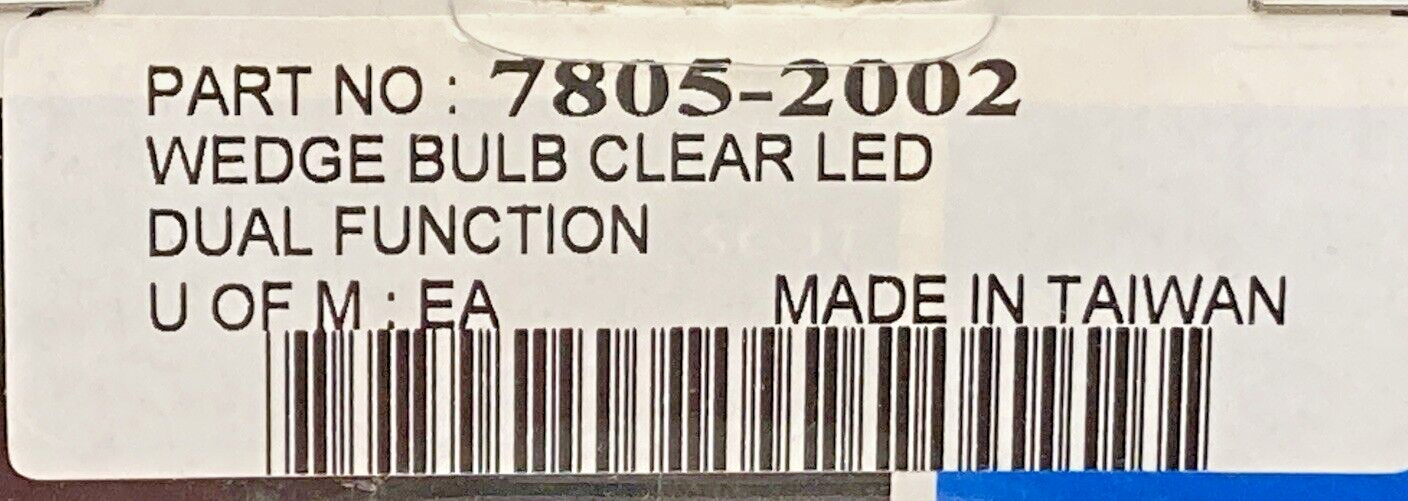 PART NO : 7805-2002
WEDGE BULB CLEAR LED
DUAL FUNCTION
U OF M : EA MADE IN TAIWAN